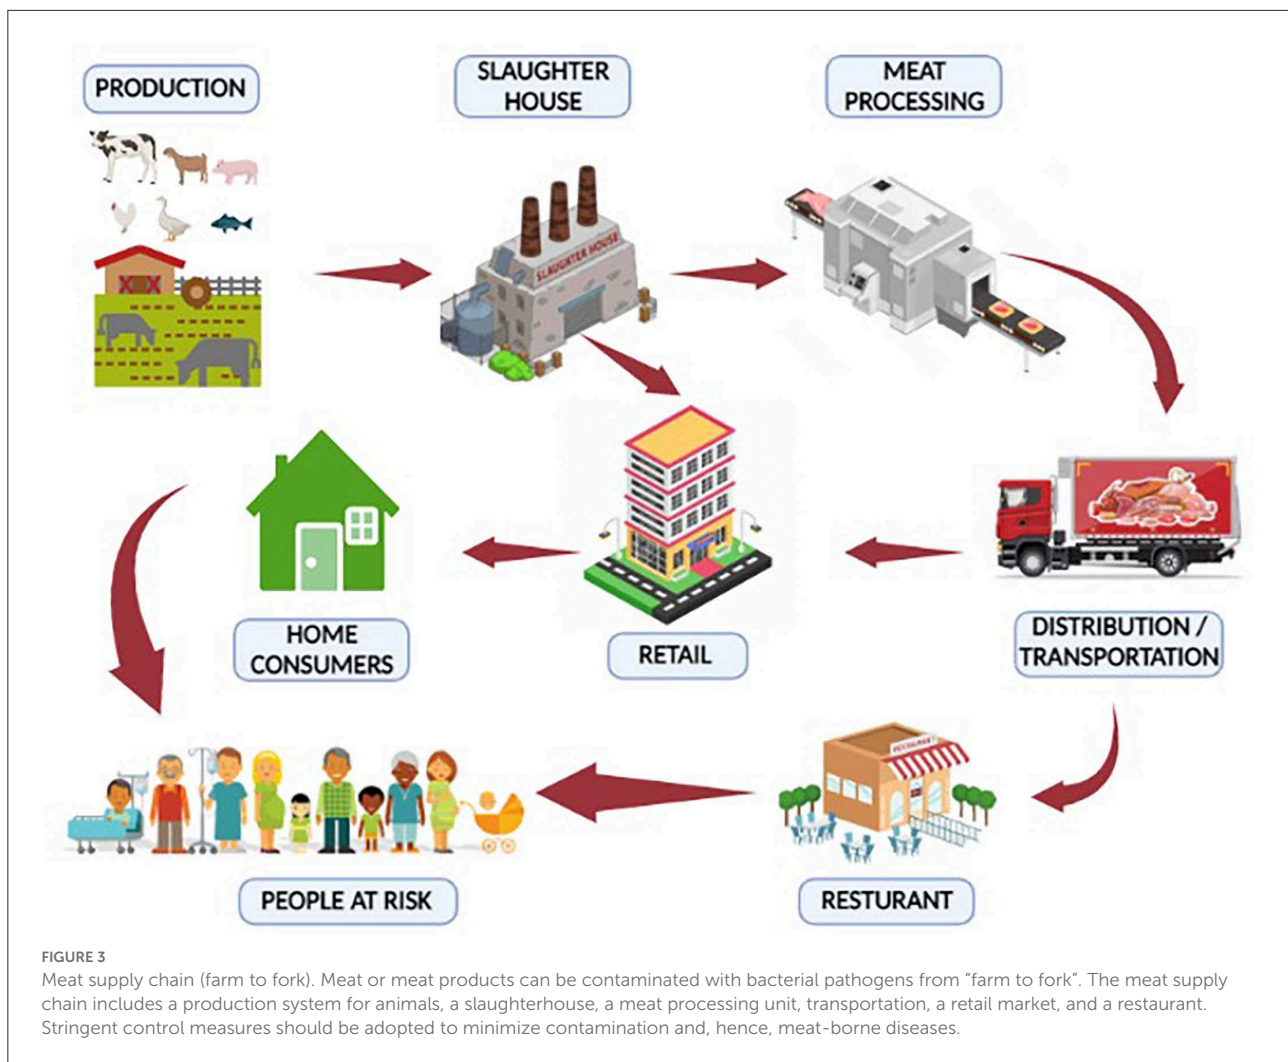 PRODUCTION
SLAUGHTER
HOUSE
MEAT
PROCESSING
SLAUGHTER HOUSE
HOME
CONSUMERS
RETAIL
DISTRIBUTION /
TRANSPORTATION
RESTAURANT
PEOPLE AT RISK
RESTURANT
FIGURE 3
Meat supply chain (farm to fork). Meat or meat products can be contaminated with bacterial pathogens from “farm to fork”. The meat supply
chain includes a production system for animals, a slaughterhouse, a meat processing unit, transportation, a retail market, and a restaurant.
Stringent control measures should be adopted to minimize contamination and, hence, meat-borne diseases.